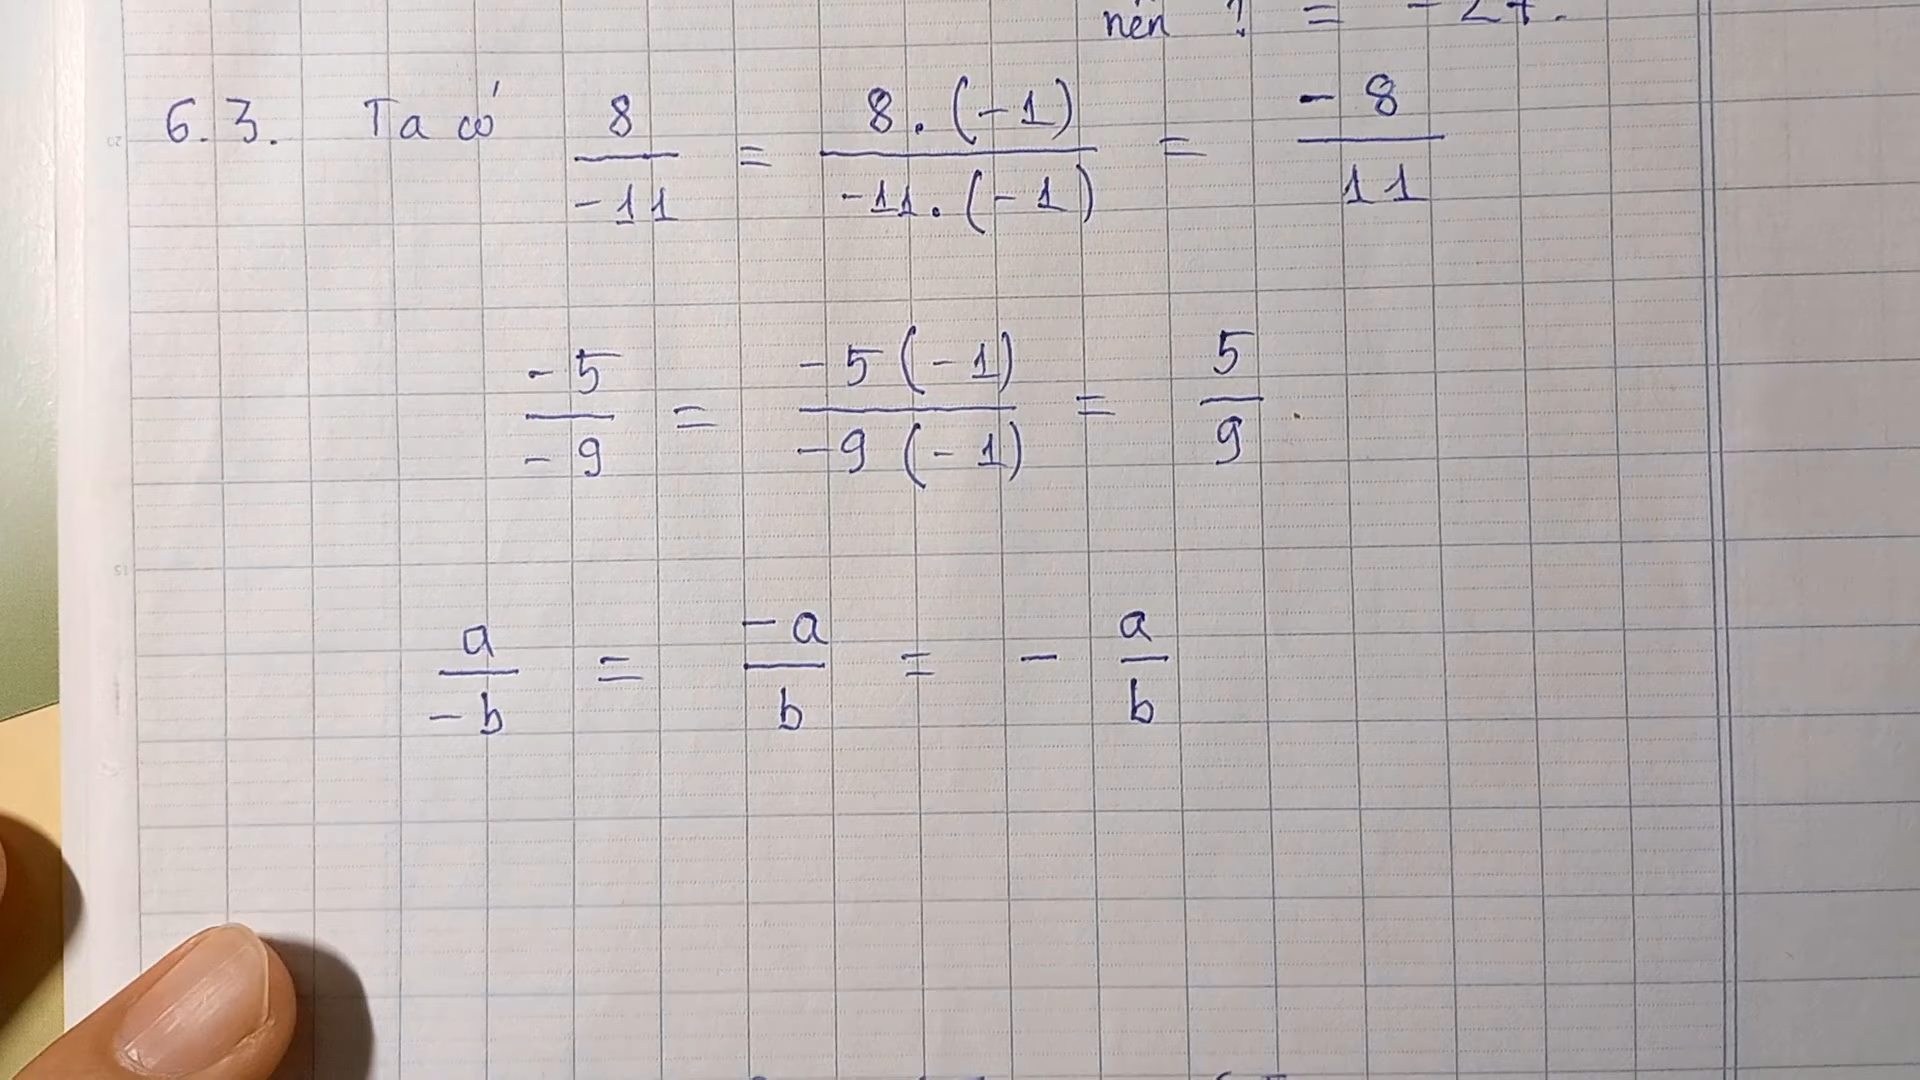 nên ? = - 27.
6.3. Ta có 8/-11 = 8.(-1)/-11.(-1) = -8/11
-5/-9 = -5(-1)/-9(-1) = 5/9.
a/-b = -a/b = - a/b